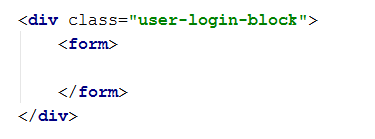 <div class="user-login-block">
    <form>

    </form>
</div>